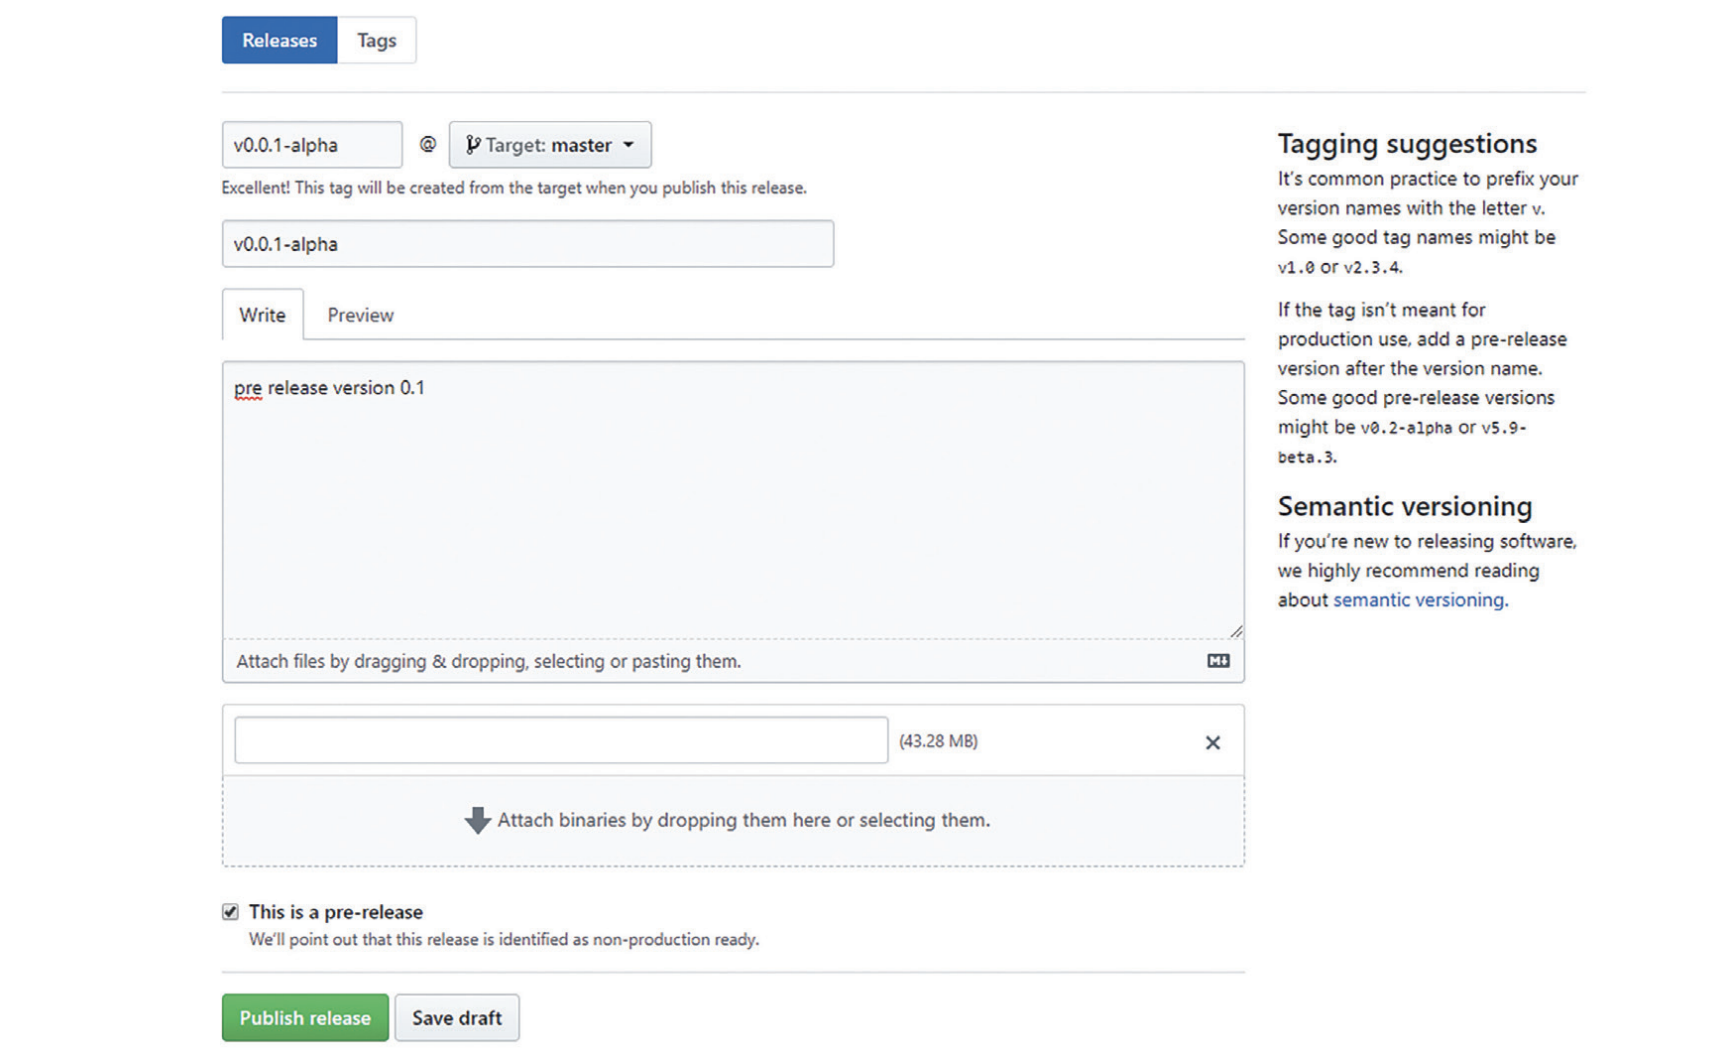 Releases Tags
v0.0.1-alpha @ Target: master
Excellent! This tag will be created from the target when you publish this release.
v0.0.1-alpha
Write Preview
pre release version 0.1
Attach files by dragging & dropping, selecting or pasting them.
(43.28 MB)
Attach binaries by dropping them here or selecting them.
This is a pre-release
We'll point out that this release is identified as non-production ready.
Publish release Save draft
Tagging suggestions
It's common practice to prefix your
version names with the letter v.
Some good tag names might be
v1.0 or v2.3.4.
If the tag isn't meant for
production use, add a pre-release
version after the version name.
Some good pre-release versions
might be v0.2-alpha or v5.9-
beta.3.
Semantic versioning
If you're new to releasing software,
we highly recommend reading
about semantic versioning.